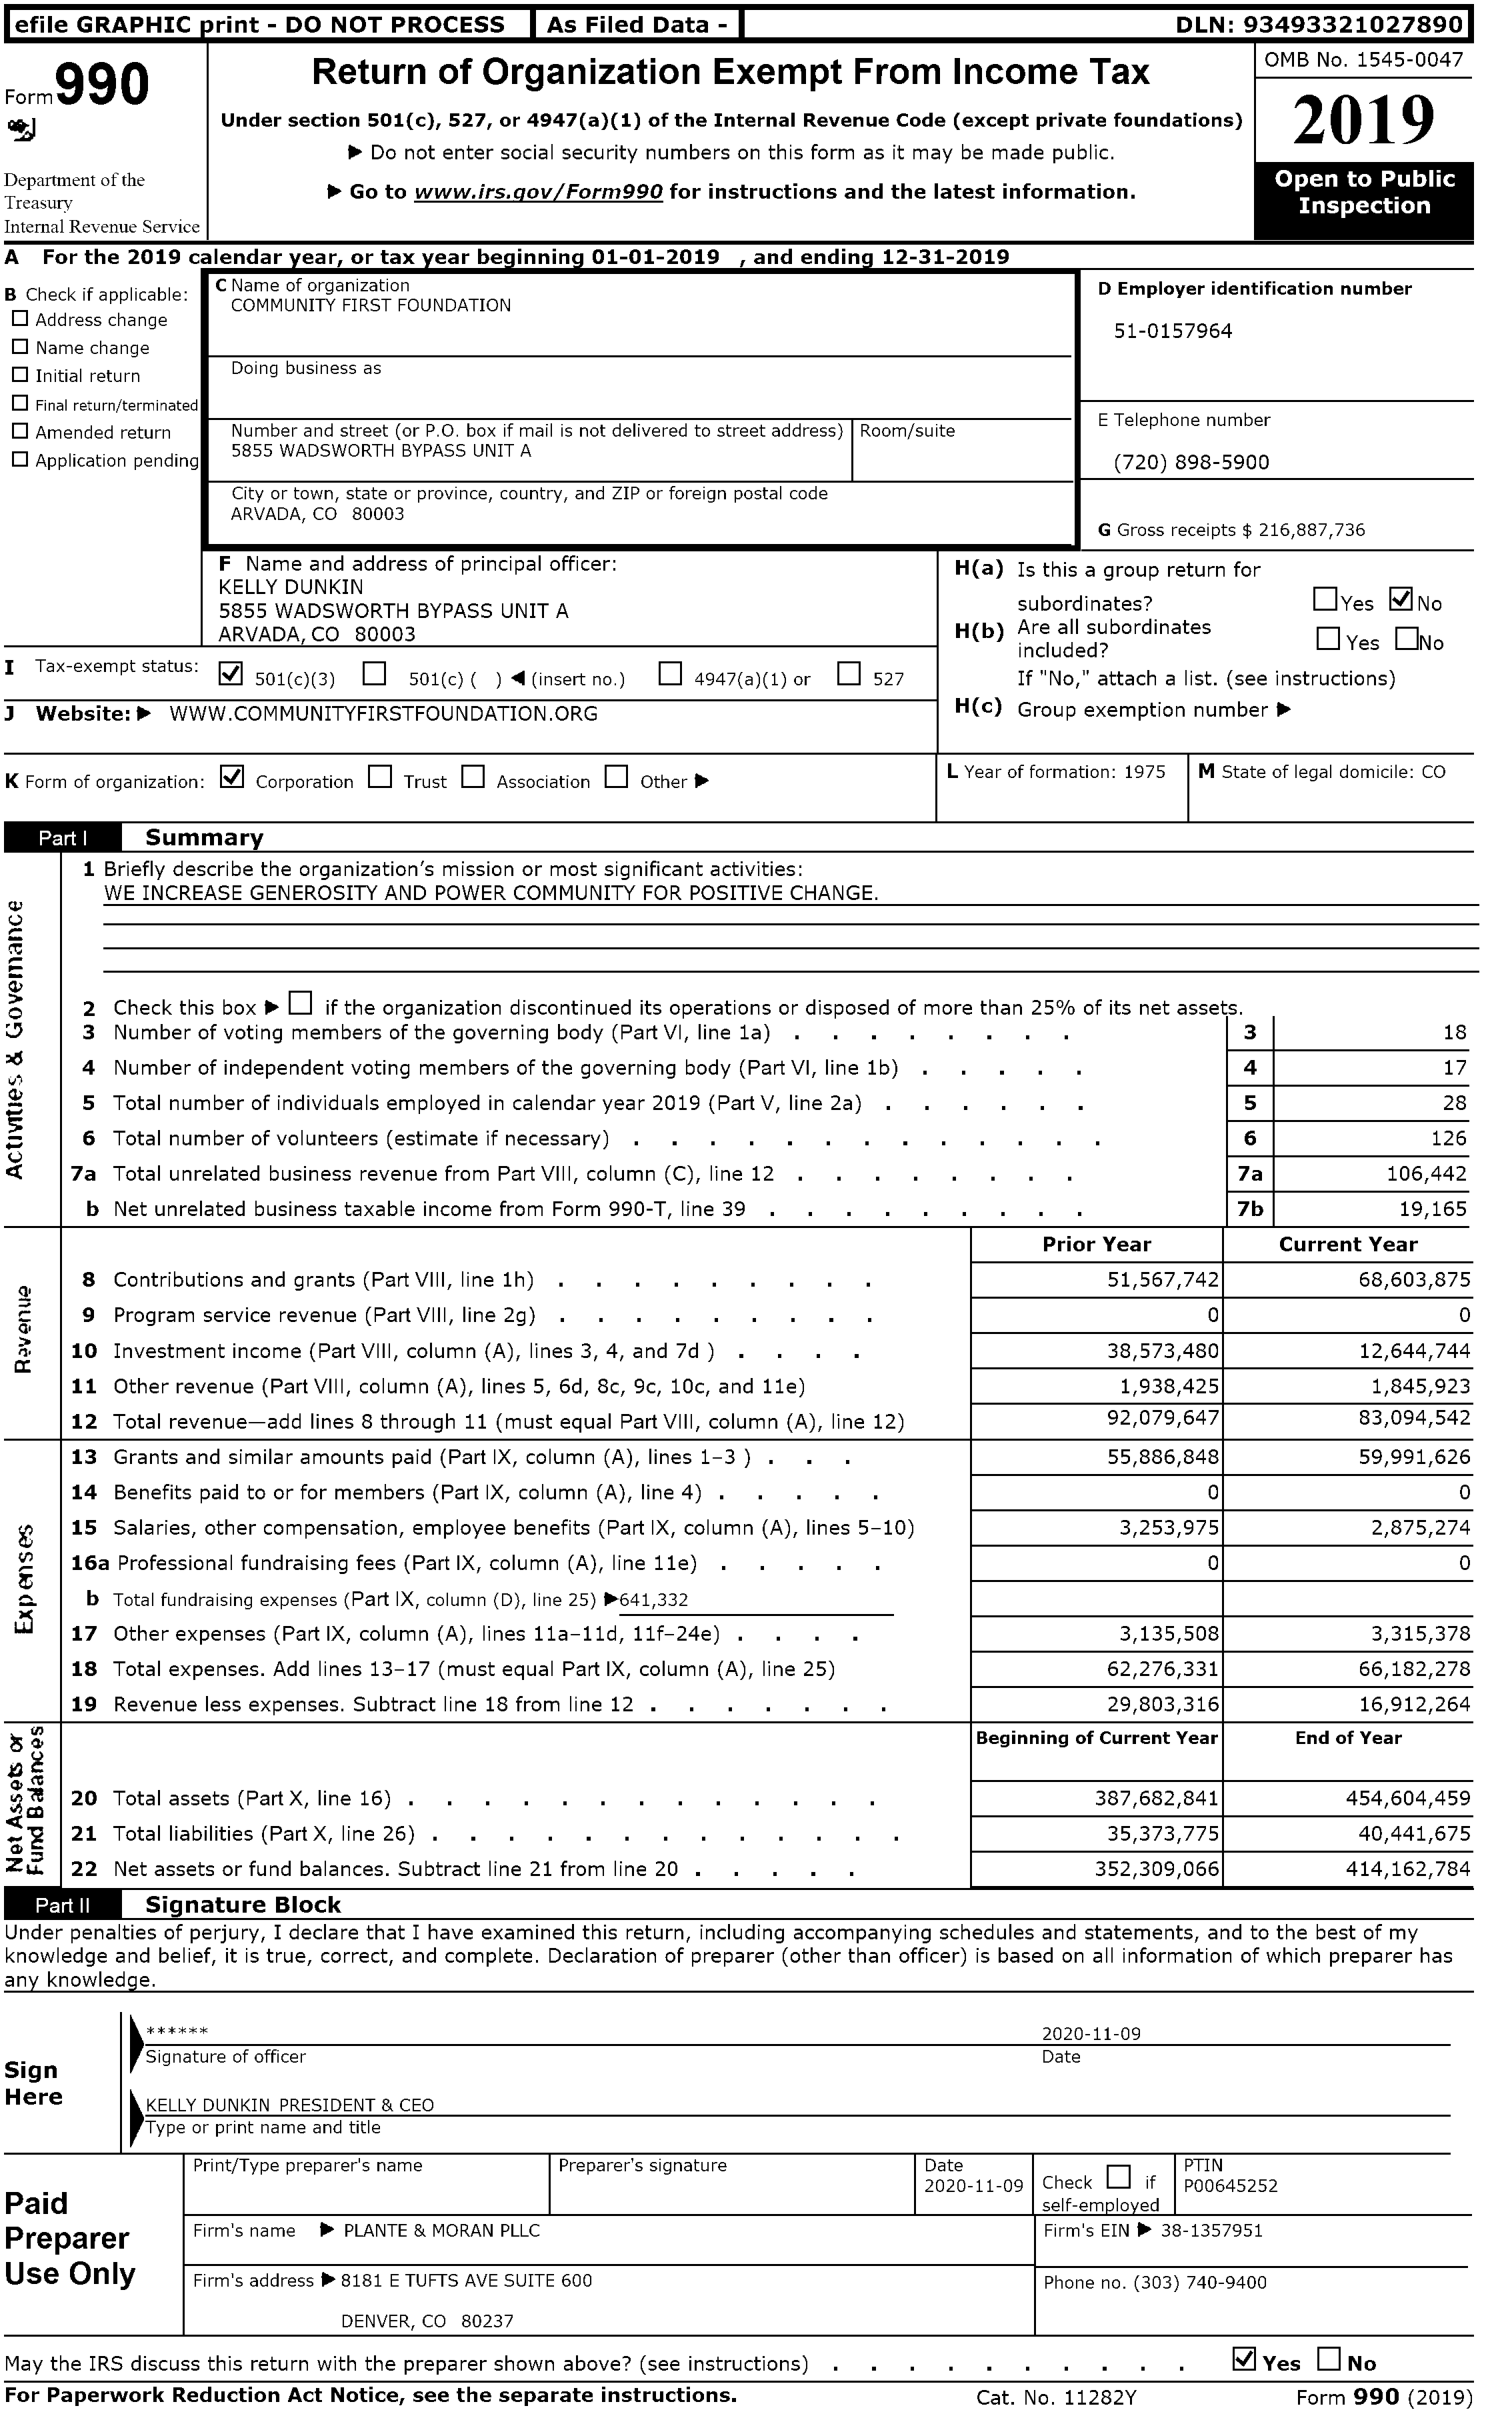 efile GRAPHIC print - DO NOT PROCESS As Filed Data - DLN: 93493321027890
Form 990
Department of the
Treasury
Internal Revenue Service
Return of Organization Exempt From Income Tax
Under section 501(c), 527, or 4947(a)(1) of the Internal Revenue Code (except private foundations)
▶ Do not enter social security numbers on this form as it may be made public.
▶ Go to www.irs.gov/Form990 for instructions and the latest information.
OMB No. 1545-0047
2019
Open to Public
Inspection
A For the 2019 calendar year, or tax year beginning 01-01-2019 , and ending 12-31-2019
B Check if applicable:
☐ Address change
☐ Name change
☐ Initial return
☐ Final return/terminated
☐ Amended return
☐ Application pending
C Name of organization
COMMUNITY FIRST FOUNDATION
Doing business as
Number and street (or P.O. box if mail is not delivered to street address) Room/suite
5855 WADSWORTH BYPASS UNIT A
City or town, state or province, country, and ZIP or foreign postal code
ARVADA, CO 80003
D Employer identification number
51-0157964
E Telephone number
(720) 898-5900
G Gross receipts $ 216,887,736
F Name and address of principal officer:
KELLY DUNKIN
5855 WADSWORTH BYPASS UNIT A
ARVADA, CO 80003
H(a) Is this a group return for
subordinates? ☐ Yes ☑ No
H(b) Are all subordinates
included? ☐ Yes ☐ No
If "No," attach a list. (see instructions)
H(c) Group exemption number ▶
I Tax-exempt status: ☑ 501(c)(3) ☐ 501(c) ( ) ◀ (insert no.) ☐ 4947(a)(1) or ☐ 527
J Website: ▶ WWW.COMMUNITYFIRSTFOUNDATION.ORG
K Form of organization: ☑ Corporation ☐ Trust ☐ Association ☐ Other ▶
L Year of formation: 1975 M State of legal domicile: CO
Part I Summary
Activities & Governance
1 Briefly describe the organization's mission or most significant activities:
WE INCREASE GENEROSITY AND POWER COMMUNITY FOR POSITIVE CHANGE.
2 Check this box ▶ ☐ if the organization discontinued its operations or disposed of more than 25% of its net assets.
3 Number of voting members of the governing body (Part VI, line 1a) . . . . . . . . 3 18
4 Number of independent voting members of the governing body (Part VI, line 1b) . . . . . 4 17
5 Total number of individuals employed in calendar year 2019 (Part V, line 2a) . . . . . . 5 28
6 Total number of volunteers (estimate if necessary) . . . . . . . . . . . . . 6 126
7a Total unrelated business revenue from Part VIII, column (C), line 12 . . . . . . . . 7a 106,442
b Net unrelated business taxable income from Form 990-T, line 39 . . . . . . . . . 7b 19,165
Prior Year Current Year
Revenue
8 Contributions and grants (Part VIII, line 1h) . . . . . . . . . 51,567,742 68,603,875
9 Program service revenue (Part VIII, line 2g) . . . . . . . . . 0 0
10 Investment income (Part VIII, column (A), lines 3, 4, and 7d ) . . . . 38,573,480 12,644,744
11 Other revenue (Part VIII, column (A), lines 5, 6d, 8c, 9c, 10c, and 11e) 1,938,425 1,845,923
12 Total revenue—add lines 8 through 11 (must equal Part VIII, column (A), line 12) 92,079,647 83,094,542
Expenses
13 Grants and similar amounts paid (Part IX, column (A), lines 1–3 ) . . . 55,886,848 59,991,626
14 Benefits paid to or for members (Part IX, column (A), line 4) . . . . . 0 0
15 Salaries, other compensation, employee benefits (Part IX, column (A), lines 5–10) 3,253,975 2,875,274
16a Professional fundraising fees (Part IX, column (A), line 11e) . . . . . 0 0
b Total fundraising expenses (Part IX, column (D), line 25) ▶641,332
17 Other expenses (Part IX, column (A), lines 11a–11d, 11f–24e) . . . . 3,135,508 3,315,378
18 Total expenses. Add lines 13–17 (must equal Part IX, column (A), line 25) 62,276,331 66,182,278
19 Revenue less expenses. Subtract line 18 from line 12 . . . . . . . 29,803,316 16,912,264
Net Assets or
Fund Balances
Beginning of Current Year End of Year
20 Total assets (Part X, line 16) . . . . . . . . . . . . . 387,682,841 454,604,459
21 Total liabilities (Part X, line 26) . . . . . . . . . . . . . 35,373,775 40,441,675
22 Net assets or fund balances. Subtract line 21 from line 20 . . . . . 352,309,066 414,162,784
Part II Signature Block
Under penalties of perjury, I declare that I have examined this return, including accompanying schedules and statements, and to the best of my
knowledge and belief, it is true, correct, and complete. Declaration of preparer (other than officer) is based on all information of which preparer has
any knowledge.
Sign
Here
****** 2020-11-09
Signature of officer Date
KELLY DUNKIN PRESIDENT & CEO
Type or print name and title
Paid
Preparer
Use Only
Print/Type preparer's name Preparer's signature Date
2020-11-09
Check ☐ if
self-employed
PTIN
P00645252
Firm's name ▶ PLANTE & MORAN PLLC Firm's EIN ▶ 38-1357951
Firm's address ▶ 8181 E TUFTS AVE SUITE 600 Phone no. (303) 740-9400
DENVER, CO 80237
May the IRS discuss this return with the preparer shown above? (see instructions) . . . . . . . . . . ☑ Yes ☐ No
For Paperwork Reduction Act Notice, see the separate instructions. Cat. No. 11282Y Form 990 (2019)